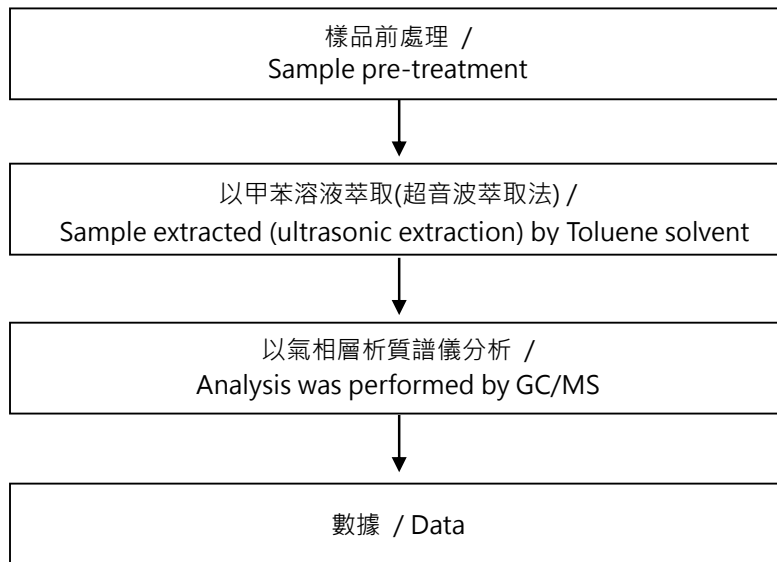 樣品前處理 /
Sample pre-treatment
以甲苯溶液萃取(超音波萃取法) /
Sample extracted (ultrasonic extraction) by Toluene solvent
以氣相層析質譜儀分析 /
Analysis was performed by GC/MS
數據 / Data